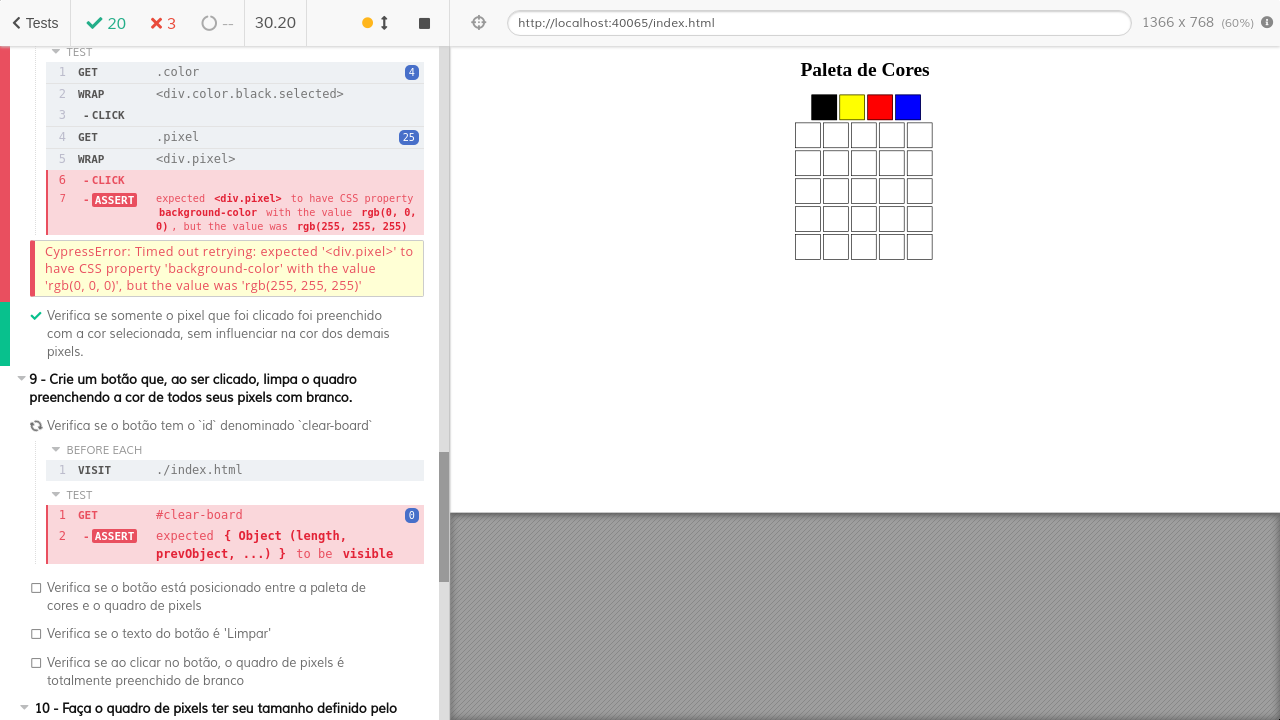 Tests 20 3 -- 30.20 http://localhost:40065/index.html 1366 x 768 (60%)
TEST
1 GET .color 4
2 WRAP <div.color.black.selected>
3 - CLICK
4 GET .pixel 25
5 WRAP <div.pixel>
6 - CLICK
7 - ASSERT expected <div.pixel> to have CSS property
background-color with the value rgb(0, 0,
0) , but the value was rgb(255, 255, 255)
CypressError: Timed out retrying: expected '<div.pixel>' to
have CSS property 'background-color' with the value
'rgb(0, 0, 0)', but the value was 'rgb(255, 255, 255)'
Verifica se somente o pixel que foi clicado foi preenchido
com a cor selecionada, sem influenciar na cor dos demais
pixels.
9 - Crie um botão que, ao ser clicado, limpa o quadro
preenchendo a cor de todos seus pixels com branco.
Verifica se o botão tem o `id` denominado `clear-board`
BEFORE EACH
1 VISIT ./index.html
TEST
1 GET #clear-board 0
2 - ASSERT expected { Object (length,
prevObject, ...) } to be visible
Verifica se o botão está posicionado entre a paleta de
cores e o quadro de pixels
Verifica se o texto do botão é 'Limpar'
Verifica se ao clicar no botão, o quadro de pixels é
totalmente preenchido de branco
10 - Faça o quadro de pixels ter seu tamanho definido pelo
Paleta de Cores